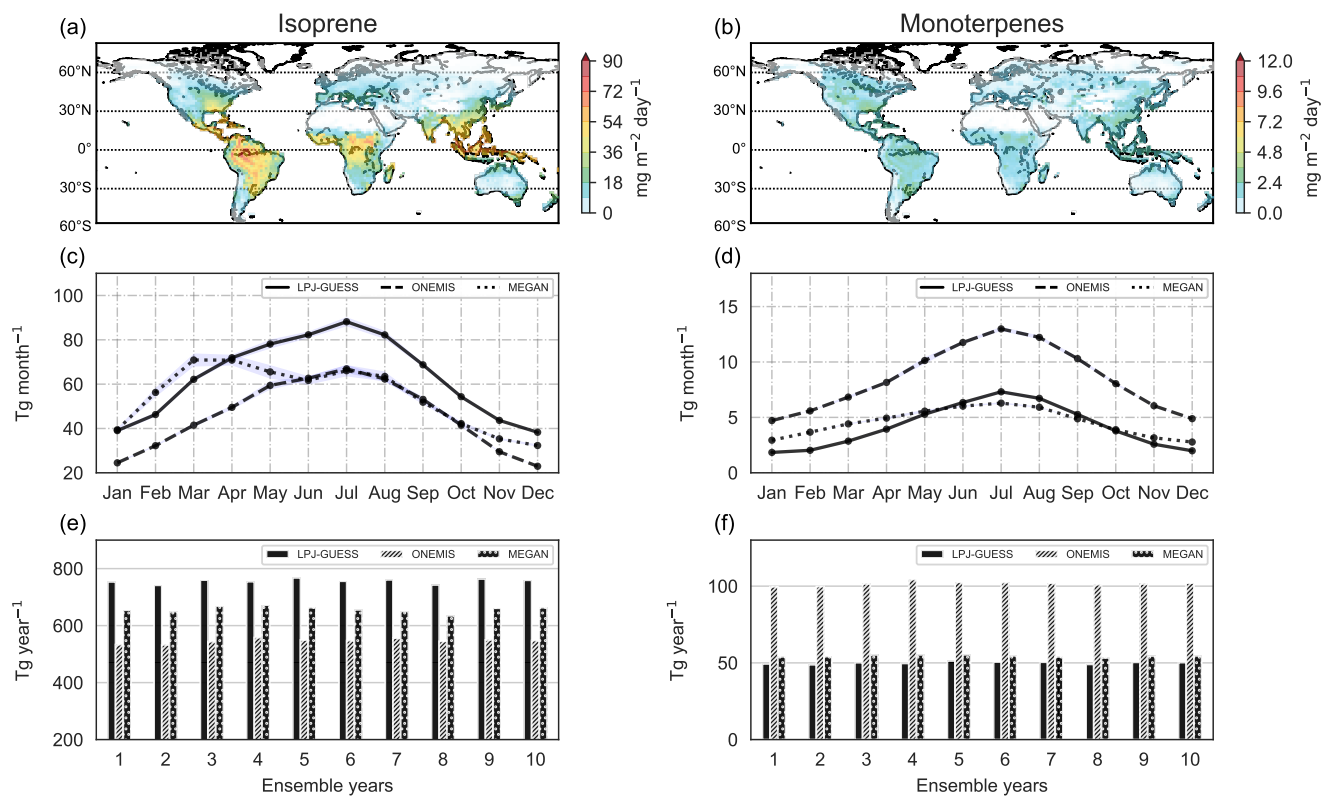 (a) Isoprene
60°N
30°N
0°
30°S
60°S
90
72
54
36
18
0
mg m−2 day−1
(b) Monoterpenes
60°N
30°N
0°
30°S
60°S
12.0
9.6
7.2
4.8
2.4
0.0
mg m−2 day−1
(c)
LPJ-GUESS ONEMIS MEGAN
100
80
60
40
20
Tg month−1
Jan Feb Mar Apr May Jun Jul Aug Sep Oct Nov Dec
(d)
LPJ-GUESS ONEMIS MEGAN
15
10
5
0
Tg month−1
Jan Feb Mar Apr May Jun Jul Aug Sep Oct Nov Dec
(e)
LPJ-GUESS ONEMIS MEGAN
800
600
400
200
Tg year−1
1 2 3 4 5 6 7 8 9 10
Ensemble years
(f)
LPJ-GUESS ONEMIS MEGAN
100
50
0
Tg year−1
1 2 3 4 5 6 7 8 9 10
Ensemble years